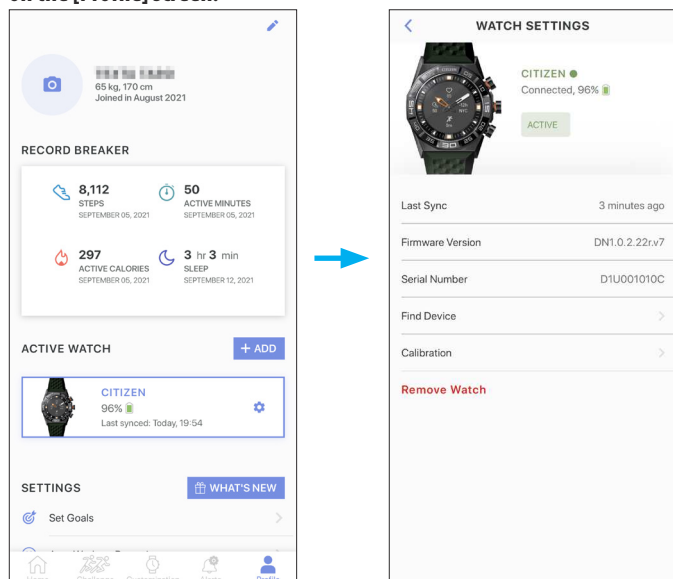 WATCH SETTINGS
65 kg, 170 cm
Joined in August 2021
CITIZEN
Connected, 96%
ACTIVE
RECORD BREAKER
8,112
STEPS
SEPTEMBER 05, 2021
50
ACTIVE MINUTES
SEPTEMBER 05, 2021
297
ACTIVE CALORIES
SEPTEMBER 05, 2021
3 hr 3 min
SLEEP
SEPTEMBER 12, 2021
ACTIVE WATCH
+ ADD
CITIZEN
96%
Last synced: Today, 19:54
SETTINGS
WHAT'S NEW
Set Goals
Last Sync 3 minutes ago
Firmware Version DN1.0.2.22r.v7
Serial Number D1U001010C
Find Device
Calibration
Remove Watch